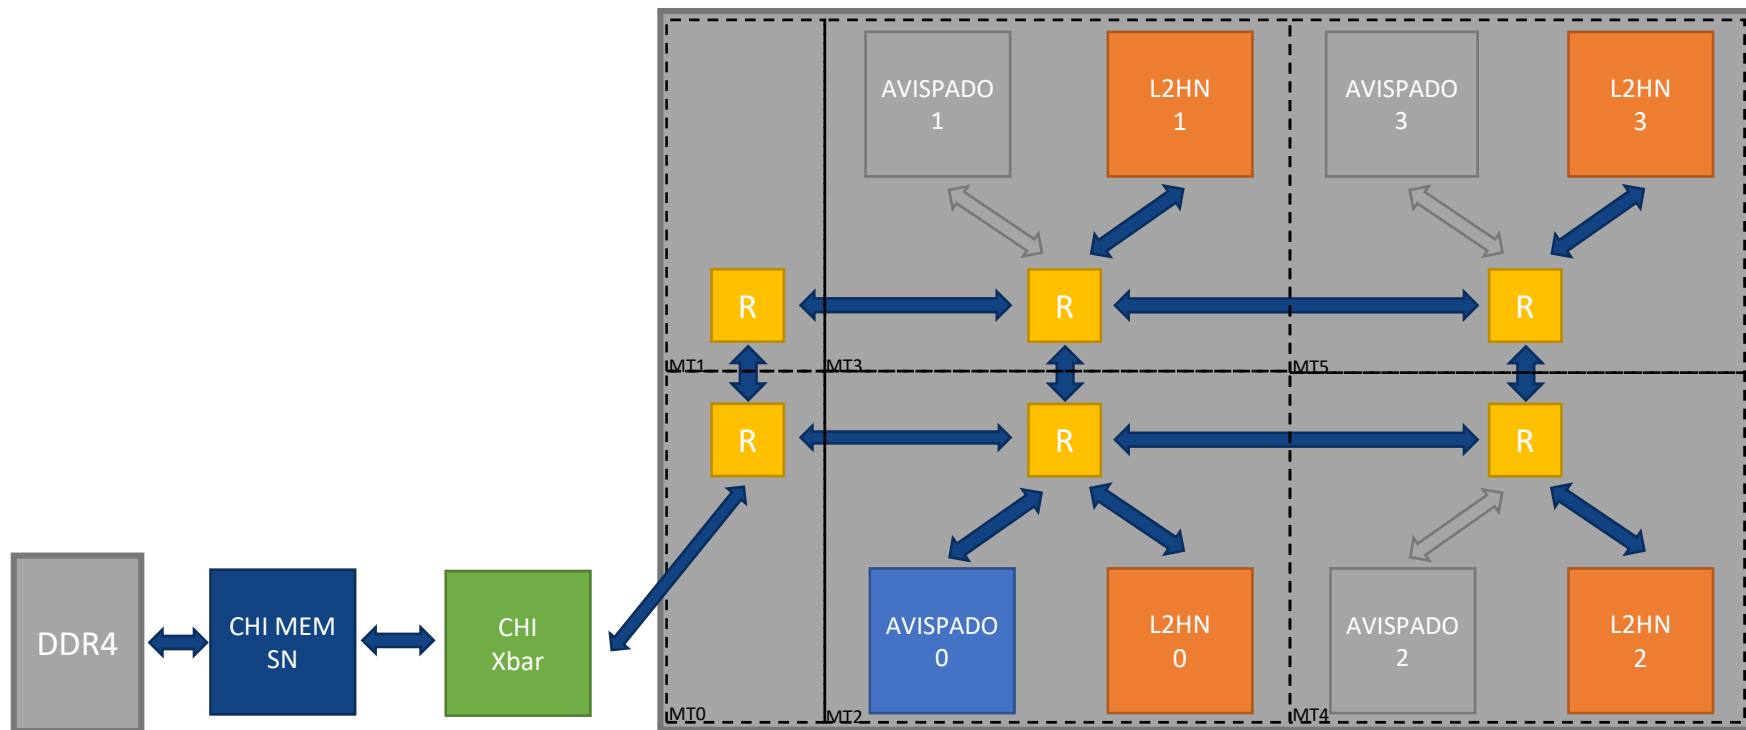 AVISPADO
1
L2HN
1
AVISPADO
3
L2HN
3
R
R
R
MT1
MT3
MT5
R
R
R
DDR4
CHI MEM
SN
CHI
Xbar
AVISPADO
0
L2HN
0
AVISPADO
2
L2HN
2
MT0
MT2
MT4